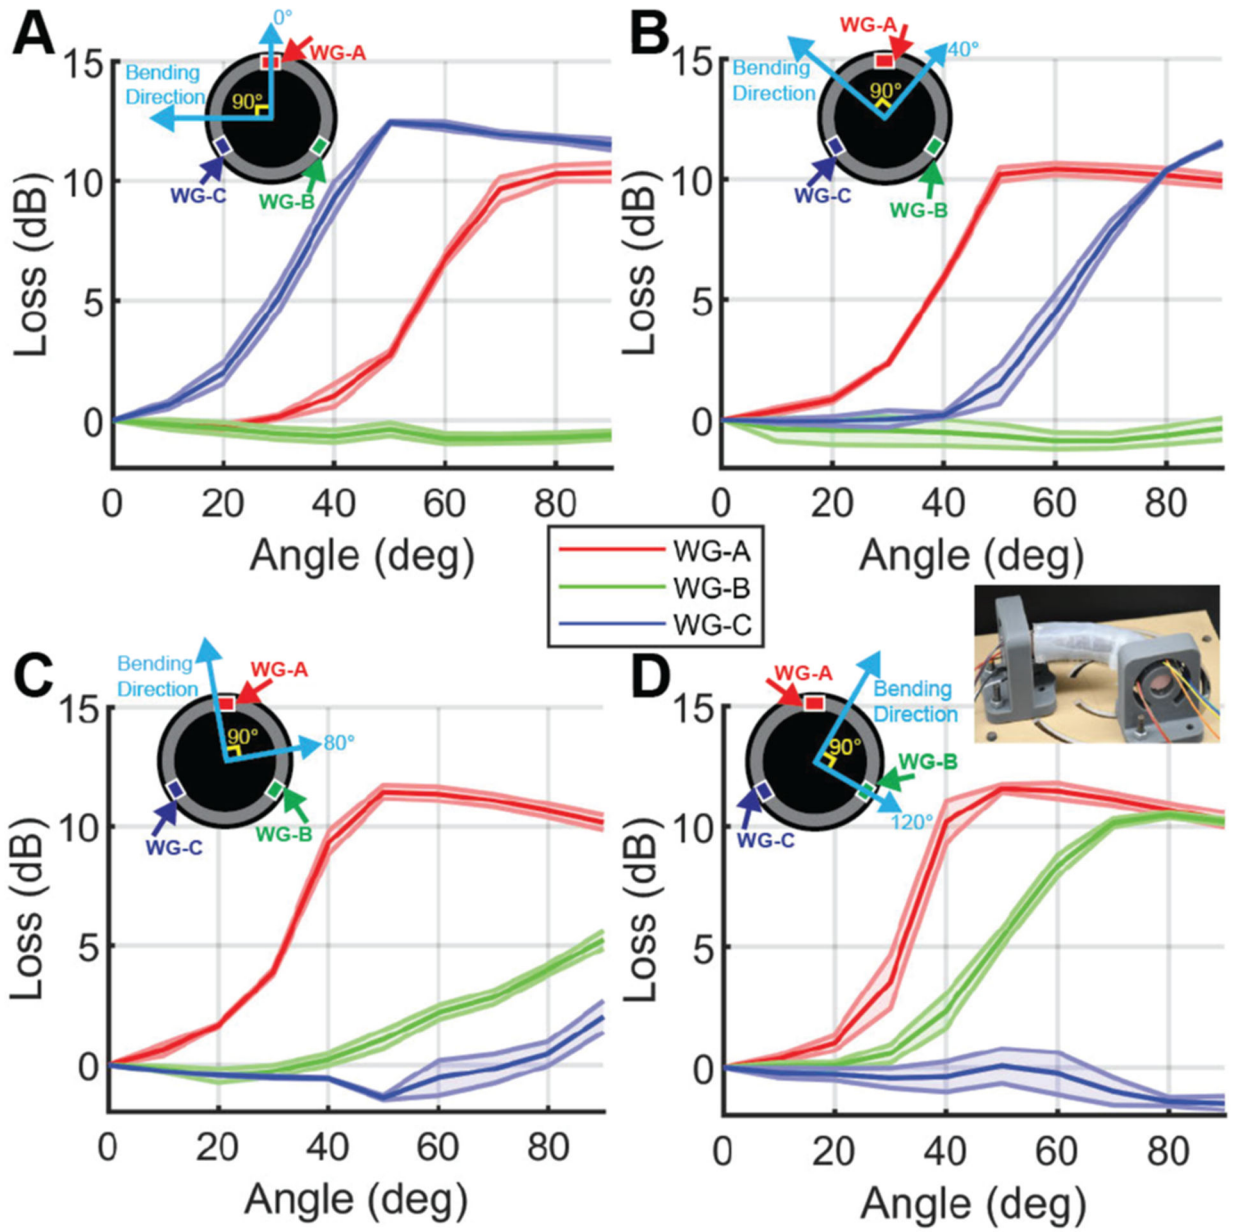 A
0°
WG-A
Bending
Direction
90°
WG-C
WG-B
15
10
5
0
Loss (dB)
0 20 40 60 80
Angle (deg)
B
WG-A
40°
Bending
Direction
90°
WG-C
WG-B
15
10
5
0
Loss (dB)
0 20 40 60 80
Angle (deg)
WG-A
WG-B
WG-C
C
Bending
Direction
WG-A
90°
80°
WG-C
WG-B
15
10
5
0
Loss (dB)
0 20 40 60 80
Angle (deg)
D
WG-A
Bending
Direction
90°
WG-B
120°
WG-C
15
10
5
0
Loss (dB)
0 20 40 60 80
Angle (deg)